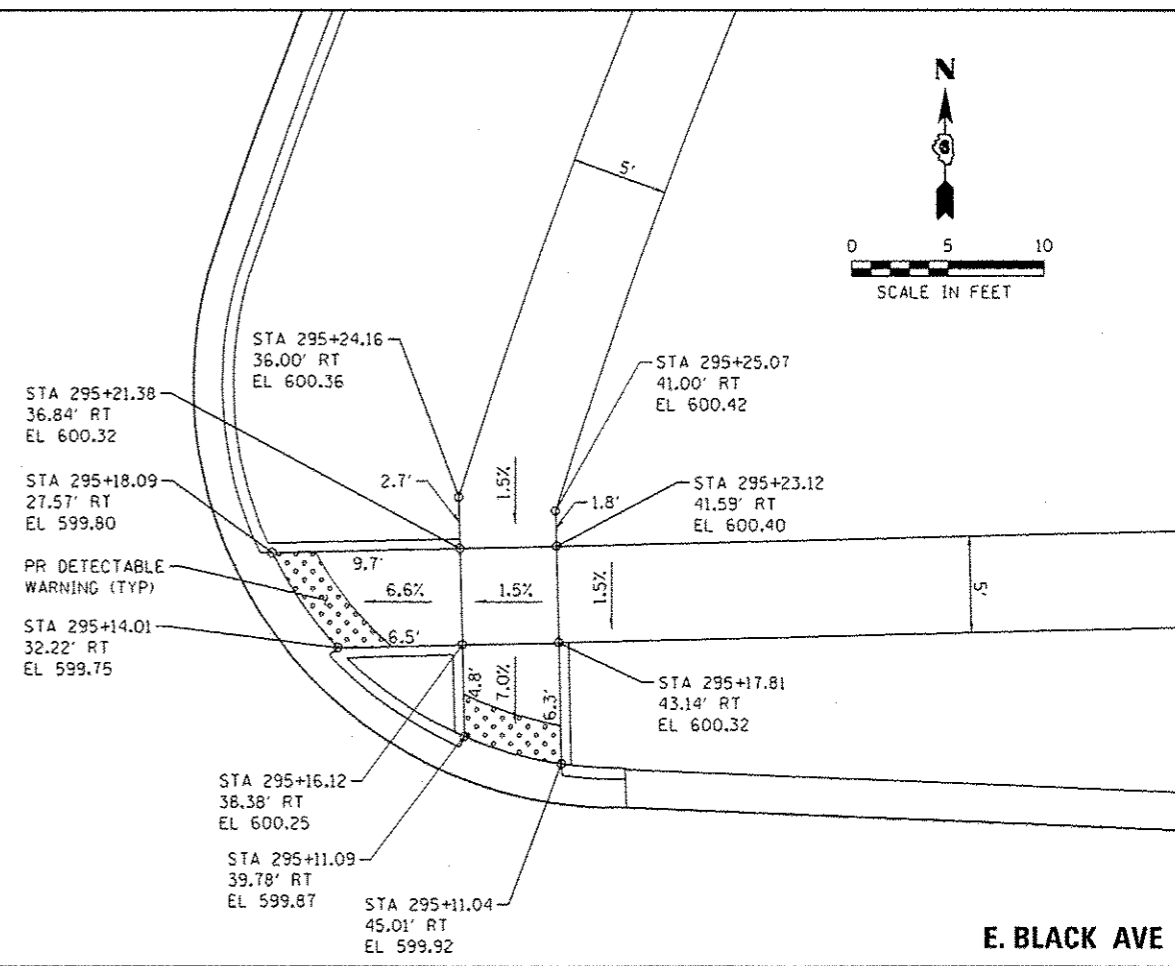 N
0 5 10
SCALE IN FEET
5'
STA 295+24.16
36.00' RT
EL 600.36
STA 295+25.07
41.00' RT
EL 600.42
STA 295+21.38
36.84' RT
EL 600.32
2.7'
1.5%
1.8'
STA 295+23.12
41.59' RT
EL 600.40
STA 295+18.09
27.57' RT
EL 599.80
PR DETECTABLE
WARNING (TYP)
9.7'
6.6%
1.5%
1.5%
5'
STA 295+14.01
32.22' RT
EL 599.75
6.5'
4.8'
7.0%
6.3'
STA 295+17.81
43.14' RT
EL 600.32
STA 295+16.12
38.38' RT
EL 600.25
STA 295+11.09
39.78' RT
EL 599.87
STA 295+11.04
45.01' RT
EL 599.92
E. BLACK AVE